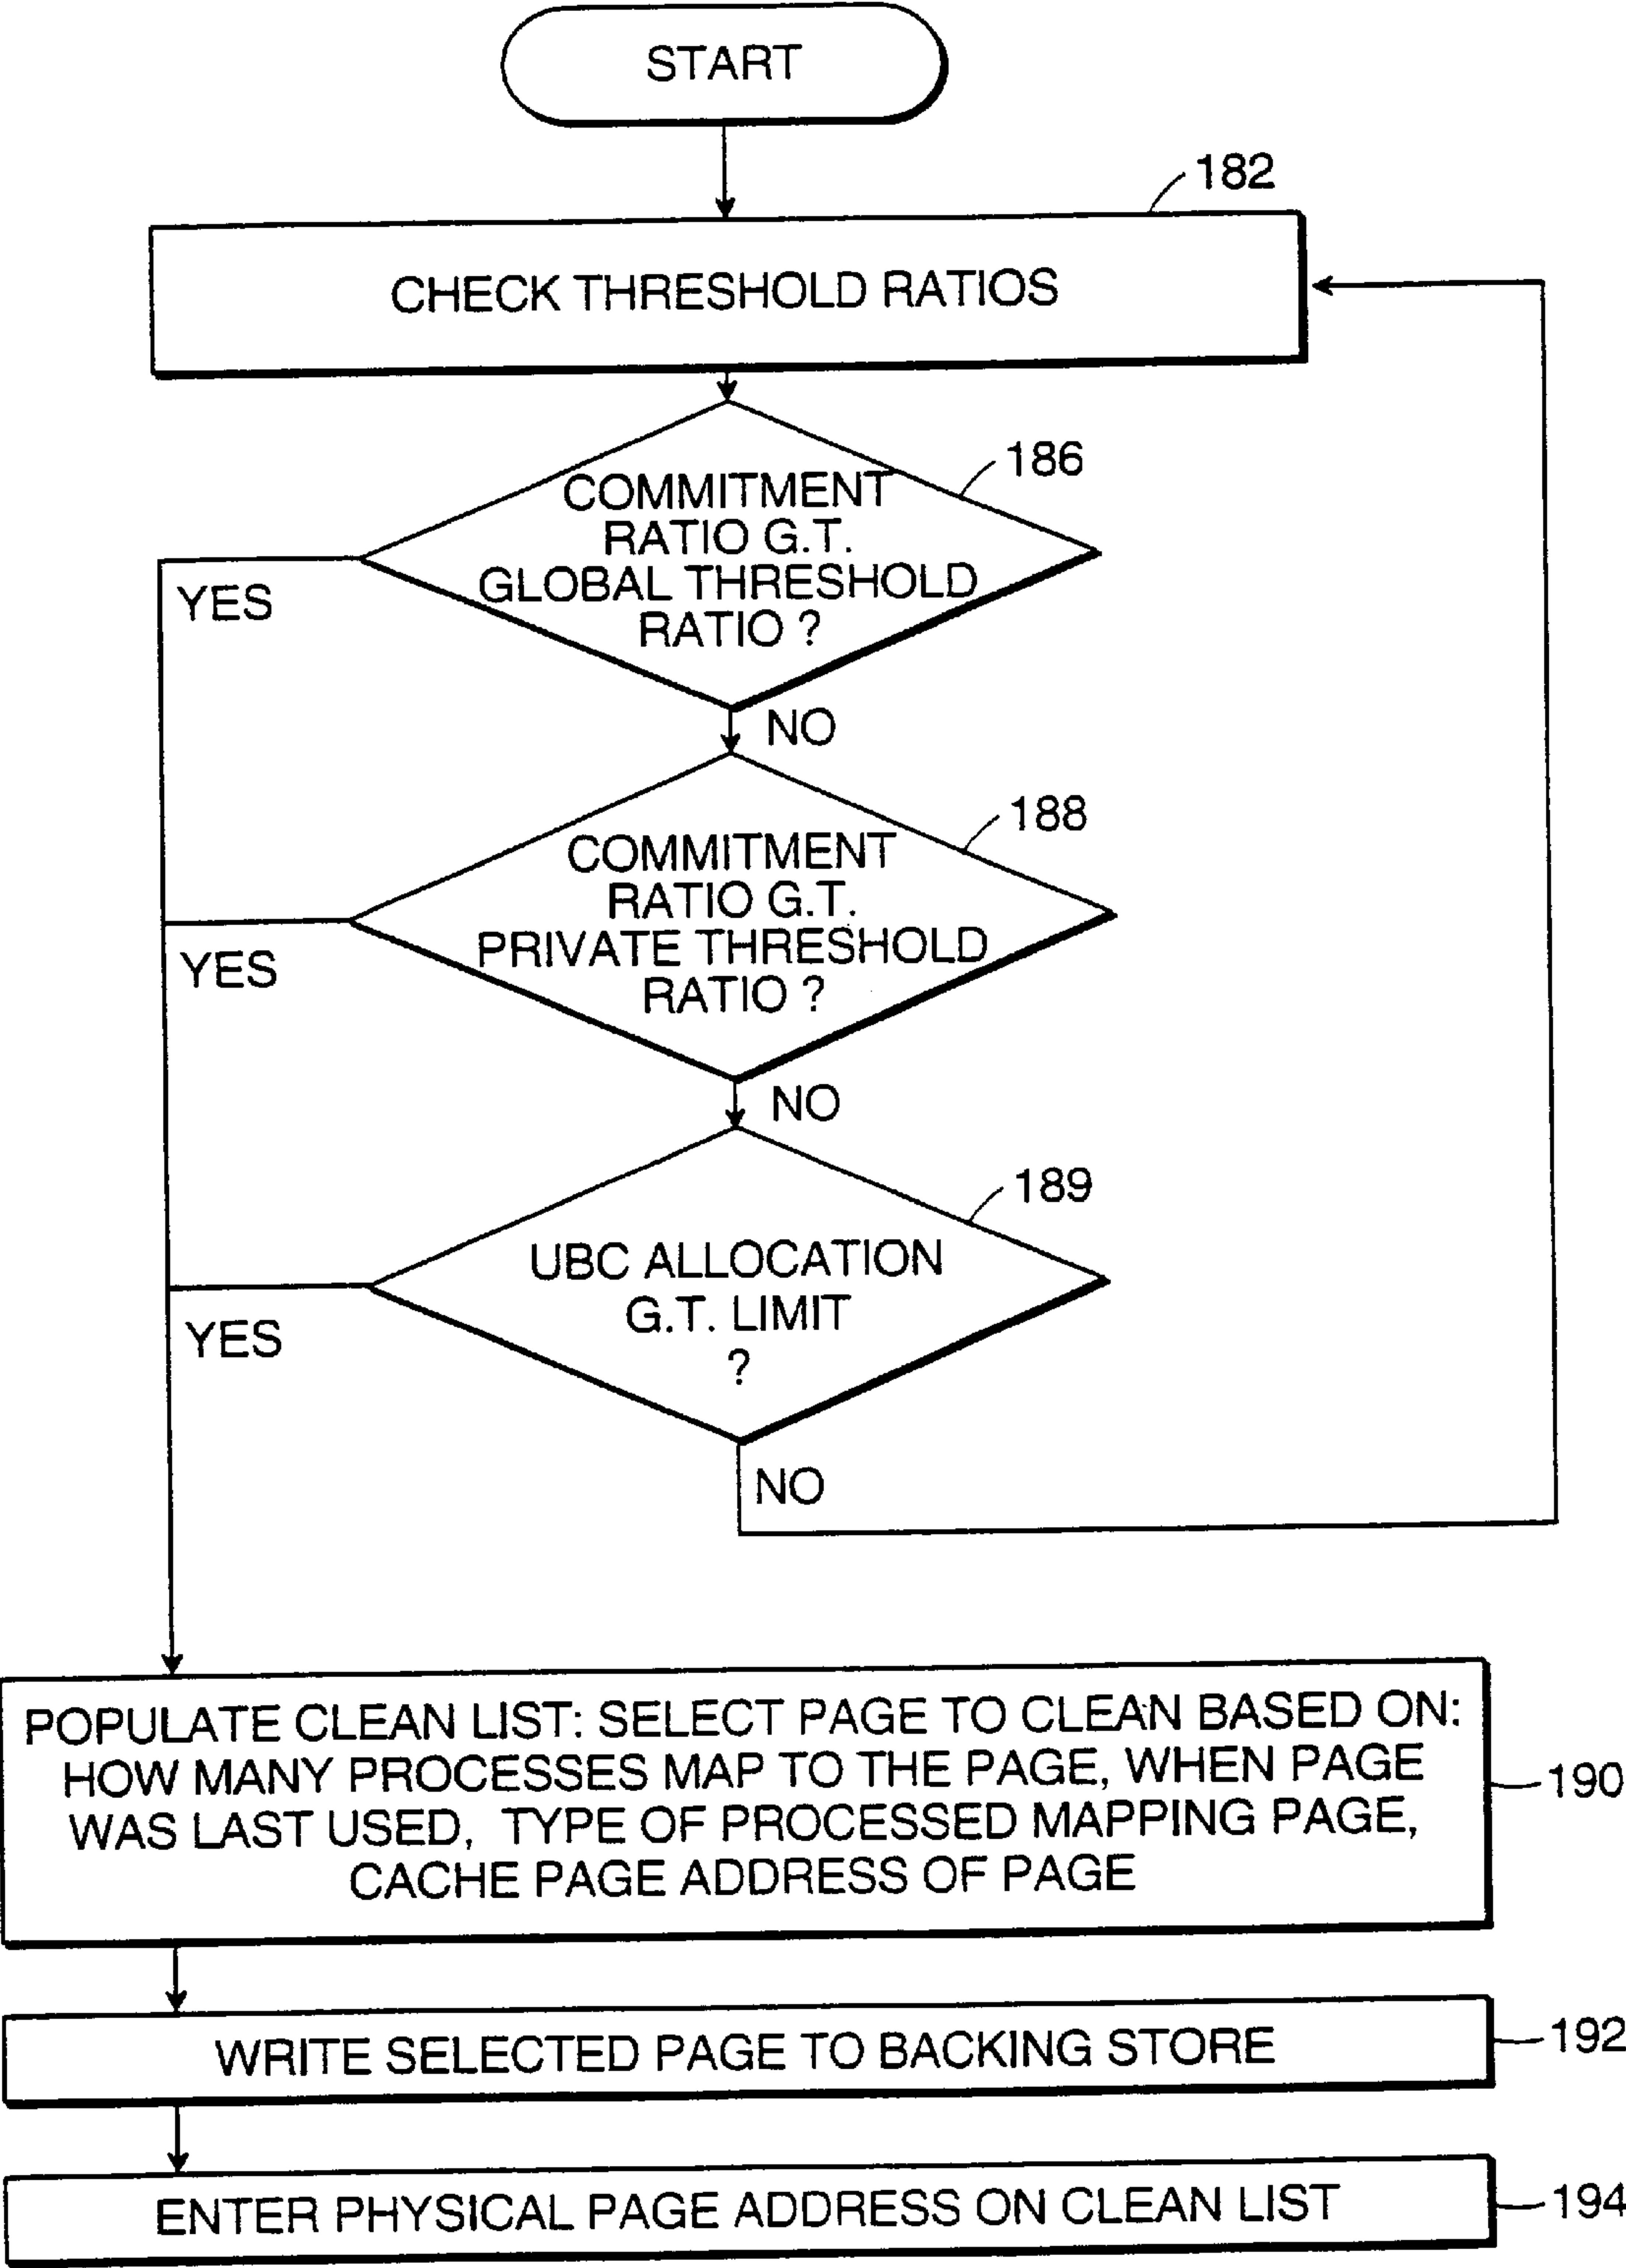 START
182
CHECK THRESHOLD RATIOS
186
COMMITMENT
RATIO G.T.
GLOBAL THRESHOLD
RATIO ?
YES
NO
188
COMMITMENT
RATIO G.T.
PRIVATE THRESHOLD
RATIO ?
YES
NO
189
UBC ALLOCATION
G.T. LIMIT
?
YES
NO
POPULATE CLEAN LIST: SELECT PAGE TO CLEAN BASED ON:
HOW MANY PROCESSES MAP TO THE PAGE, WHEN PAGE
WAS LAST USED, TYPE OF PROCESSED MAPPING PAGE,
CACHE PAGE ADDRESS OF PAGE
190
WRITE SELECTED PAGE TO BACKING STORE
192
ENTER PHYSICAL PAGE ADDRESS ON CLEAN LIST
194